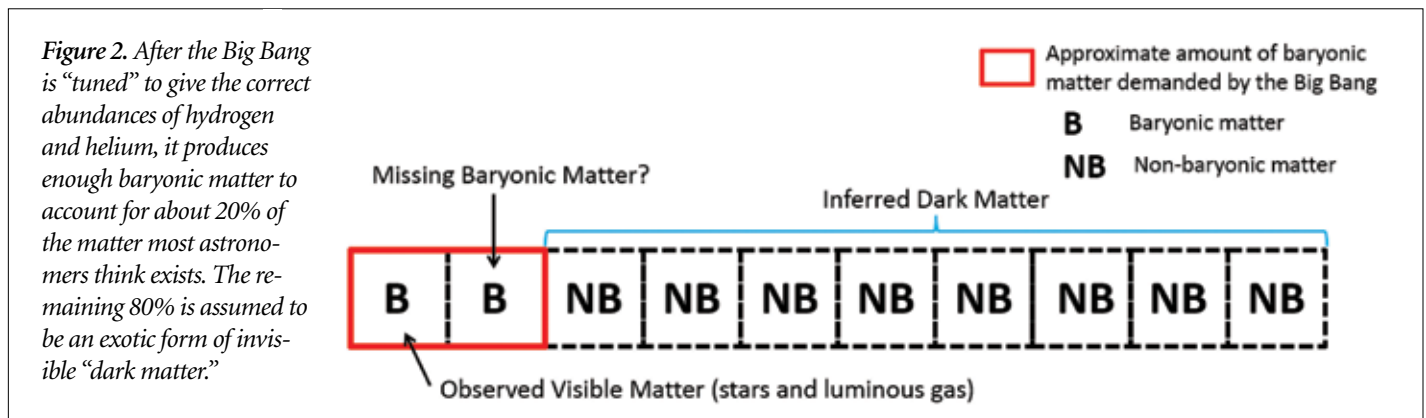 Figure 2. After the Big Bang
is “tuned” to give the correct
abundances of hydrogen
and helium, it produces
enough baryonic matter to
account for about 20% of
the matter most astrono-
mers think exists. The re-
maining 80% is assumed to
be an exotic form of invis-
ible “dark matter.”
Approximate amount of baryonic
matter demanded by the Big Bang
B Baryonic matter
NB Non-baryonic matter
Missing Baryonic Matter?
Inferred Dark Matter
B B NB NB NB NB NB NB NB NB
Observed Visible Matter (stars and luminous gas)